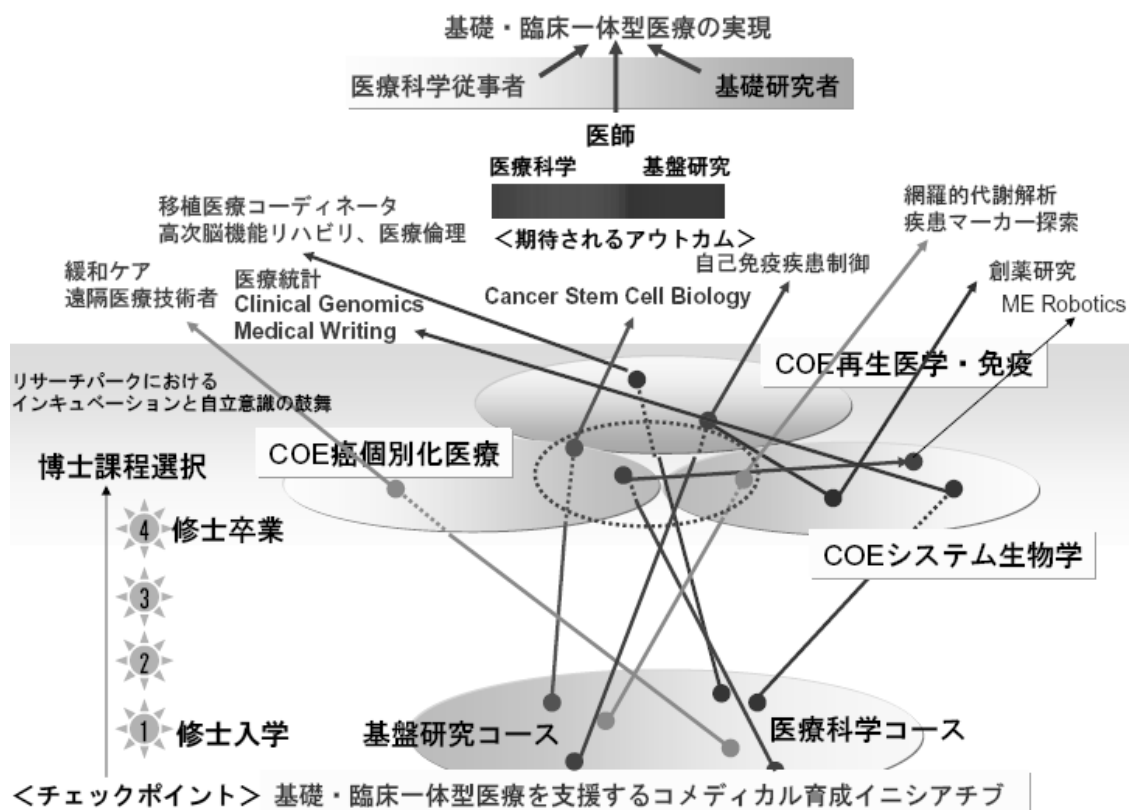 基礎・臨床一体型医療の実現
医療科学従事者
基礎研究者
医師
医療科学
基盤研究
<期待されるアウトカム>
移植医療コーディネータ
高次脳機能リハビリ、医療倫理
網羅的代謝解析
疾患マーカー探索
緩和ケア
遠隔医療技術者
医療統計
Clinical Genomics
Medical Writing
Cancer Stem Cell Biology
自己免疫疾患制御
創薬研究
ME Robotics
リサーチパークにおける
インキュベーションと自立意識の鼓舞
COE再生医学・免疫
COE癌個別化医療
COEシステム生物学
博士課程選択
4 修士卒業
3
2
1 修士入学
基盤研究コース
医療科学コース
<チェックポイント>
基礎・臨床一体型医療を支援するコメディカル育成イニシアチブ